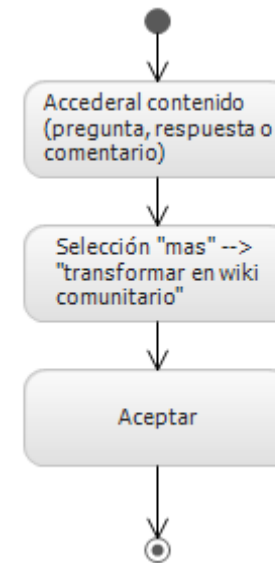 Accederal contenido
(pregunta, respuesta o
comentario)
Selección "mas" -->
"transformar en wiki
comunitario"
Aceptar